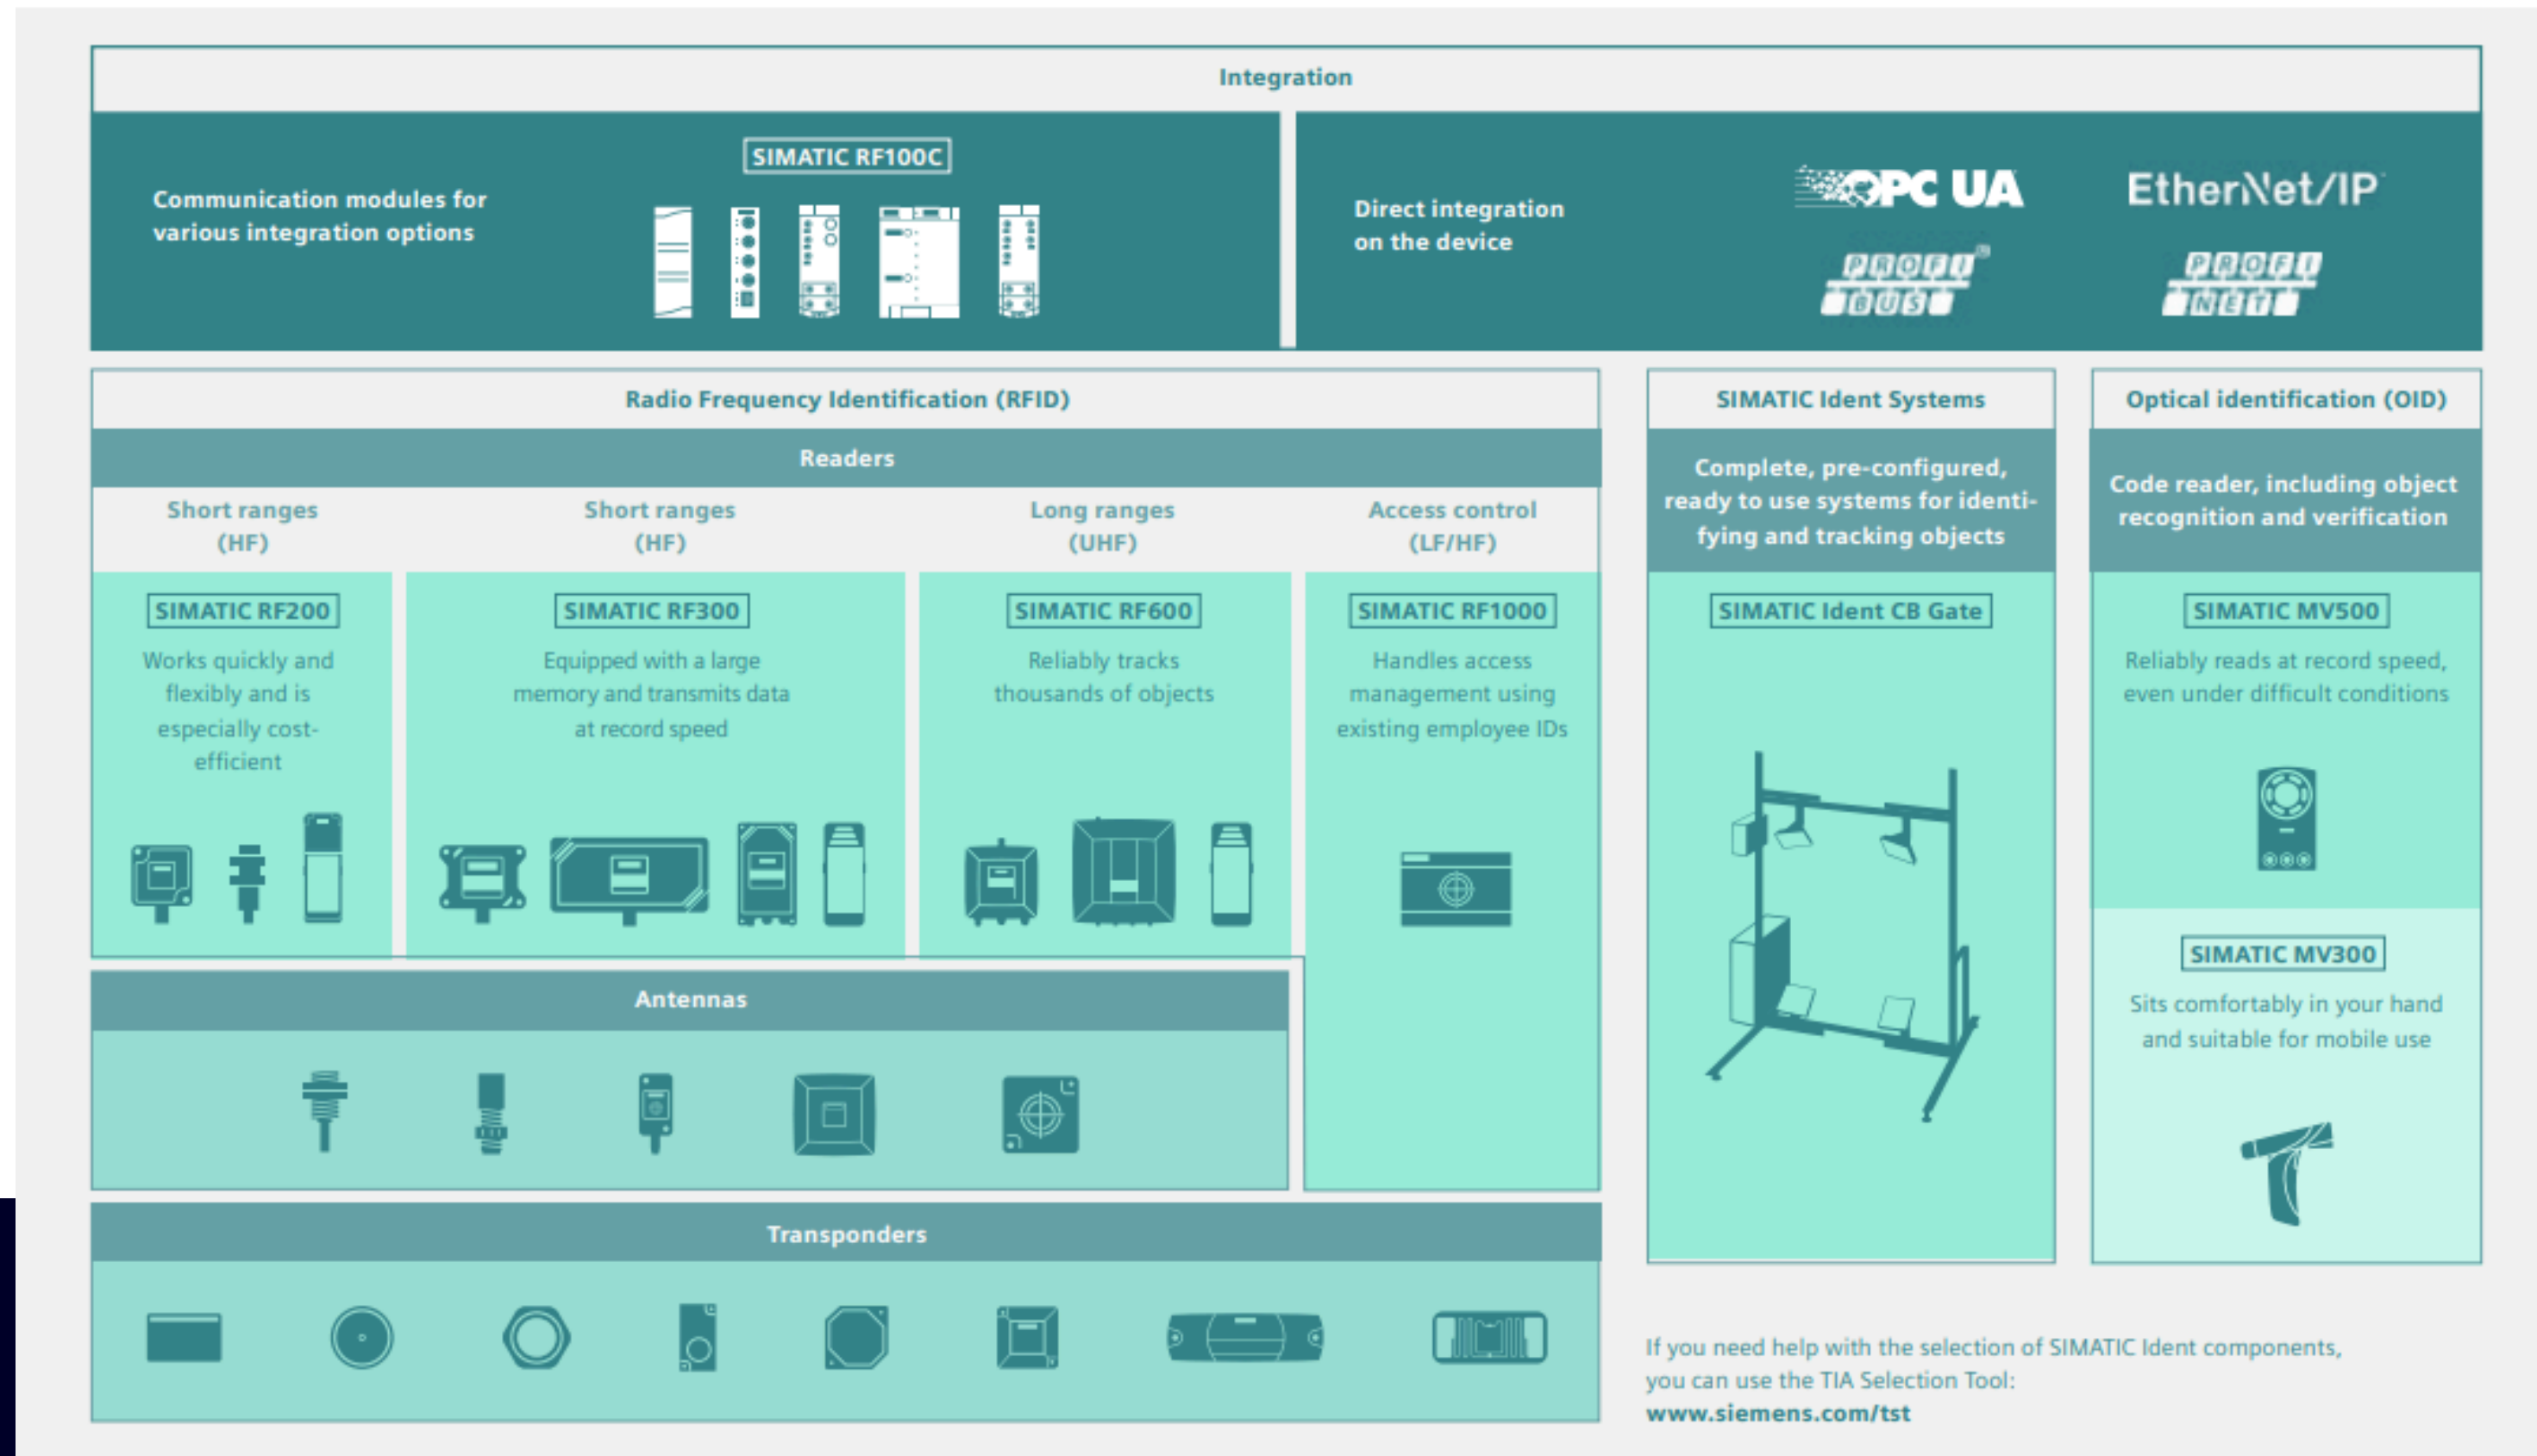 Integration
Communication modules for
various integration options
SIMATIC RF100C
Direct integration
on the device
OPC UA
EtherNet/IP
PROFI
BUS
PROFI
NET
Radio Frequency Identification (RFID)
Readers
Short ranges
(HF)
SIMATIC RF200
Works quickly and
flexibly and is
especially cost-
efficient
Short ranges
(HF)
SIMATIC RF300
Equipped with a large
memory and transmits data
at record speed
Long ranges
(UHF)
SIMATIC RF600
Reliably tracks
thousands of objects
Access control
(LF/HF)
SIMATIC RF1000
Handles access
management using
existing employee IDs
Antennas
Transponders
SIMATIC Ident Systems
Complete, pre-configured,
ready to use systems for identi-
fying and tracking objects
SIMATIC Ident CB Gate
Optical identification (OID)
Code reader, including object
recognition and verification
SIMATIC MV500
Reliably reads at record speed,
even under difficult conditions
SIMATIC MV300
Sits comfortably in your hand
and suitable for mobile use
If you need help with the selection of SIMATIC Ident components,
you can use the TIA Selection Tool:
www.siemens.com/tst